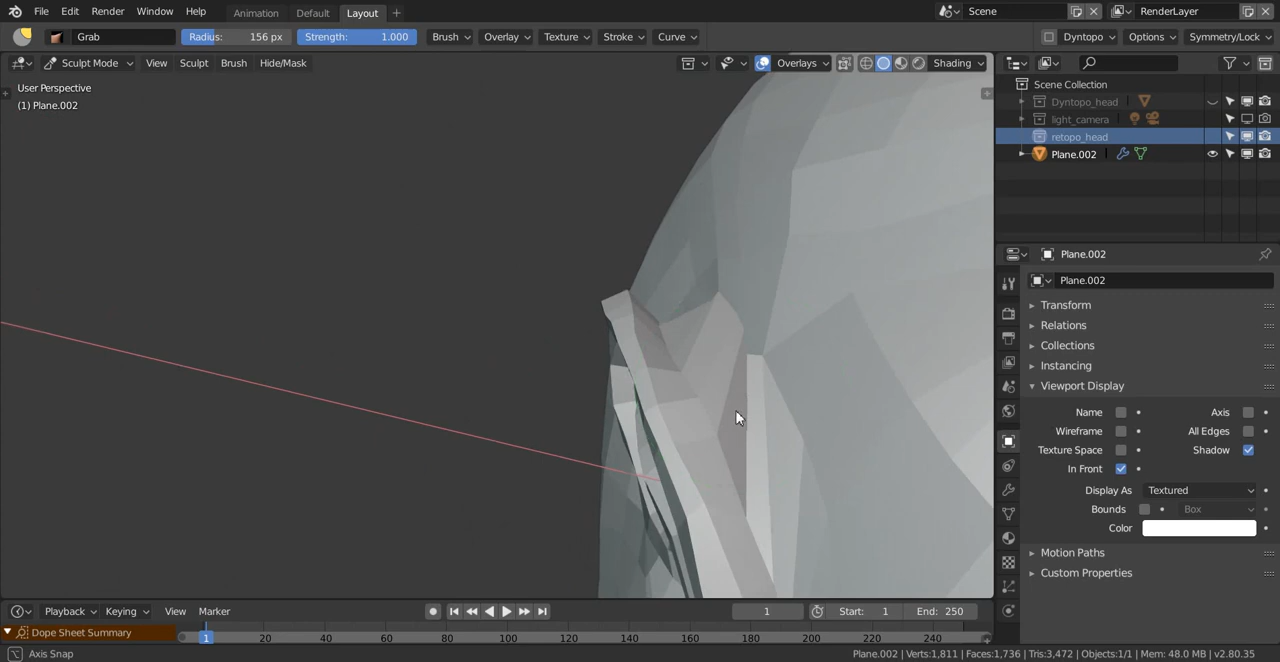 File Edit Render Window Help Animation Default Layout + Scene RenderLayer
Grab Radius: 156 px Strength: 1.000 Brush Overlay Texture Stroke Curve Dyntopo Options Symmetry/Lock
Sculpt Mode View Sculpt Brush Hide/Mask Overlays Shading
User Perspective
(1) Plane.002
Scene Collection
Dyntopo_head
light_camera
retopo_head
Plane.002
Plane.002
Plane.002
Transform
Relations
Collections
Instancing
Viewport Display
Name Axis
Wireframe All Edges
Texture Space Shadow
In Front
Display As Textured
Bounds Box
Color
Motion Paths
Custom Properties
Playback Keying View Marker 1 Start: 1 End: 250
Dope Sheet Summary 1 20 40 60 80 100 120 140 160 180 200 220 240
Axis Snap Plane.002 | Verts:1,811 | Faces:1,736 | Tris:3,472 | Objects:1/1 | Mem: 48.0 MB | v2.80.35